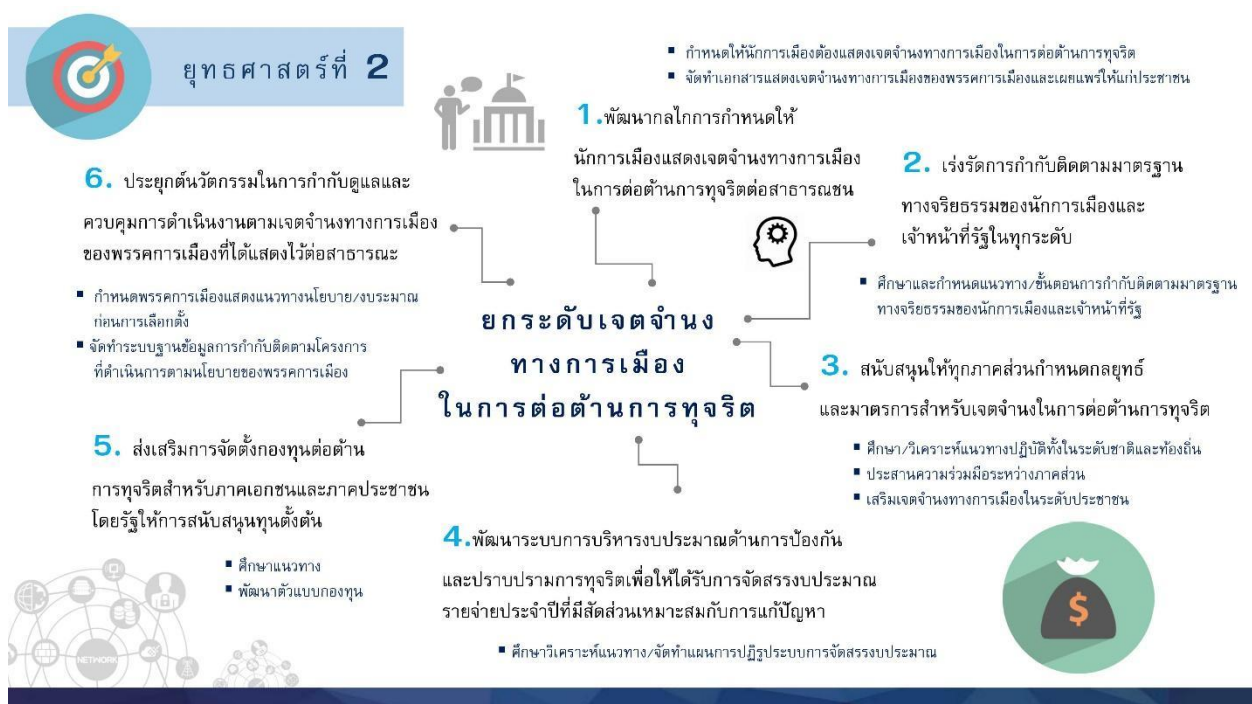 ยุทธศาสตร์ที่ 2
▪ กำหนดให้นักการเมืองต้องแสดงเจตจำนงทางการเมืองในการต่อต้านการทุจริต
▪ จัดทำเอกสารแสดงเจตจำนงทางการเมืองของพรรคการเมืองและเผยแพร่ให้แก่ประชาชน
1.พัฒนากลไกการกำหนดให้
นักการเมืองแสดงเจตจำนงทางการเมือง
ในการต่อต้านการทุจริตต่อสาธารณชน
2. เร่งรัดการกำกับติดตามมาตรฐาน
ทางจริยธรรมของนักการเมืองและ
เจ้าหน้าที่รัฐในทุกระดับ
▪ ศึกษาและกำหนดแนวทาง/ขั้นตอนการกำกับติดตามมาตรฐาน
ทางจริยธรรมของนักการเมืองและเจ้าหน้าที่รัฐ
ยกระดับเจตจำนง
ทางการเมือง
ในการต่อต้านการทุจริต
3. สนับสนุนให้ทุกภาคส่วนกำหนดกลยุทธ์
และมาตรการสำหรับเจตจำนงในการต่อต้านการทุจริต
▪ ศึกษา/วิเคราะห์แนวทางปฏิบัติทั้งในระดับชาติและท้องถิ่น
▪ ประสานความร่วมมือระหว่างภาคส่วน
▪ เสริมเจตจำนงทางการเมืองในระดับประชาชน
4.พัฒนาระบบการบริหารงบประมาณด้านการป้องกัน
และปราบปรามการทุจริตเพื่อให้ได้รับการจัดสรรงบประมาณ
รายจ่ายประจำปีที่มีสัดส่วนเหมาะสมกับการแก้ปัญหา
▪ ศึกษาวิเคราะห์แนวทาง/จัดทำแผนการปฏิรูประบบการจัดสรรงบประมาณ
5. ส่งเสริมการจัดตั้งกองทุนต่อต้าน
การทุจริตสำหรับภาคเอกชนและภาคประชาชน
โดยรัฐให้การสนับสนุนทุนตั้งต้น
▪ ศึกษาแนวทาง
▪ พัฒนาตัวแบบกองทุน
6. ประยุกต์นวัตกรรมในการกำกับดูแลและ
ควบคุมการดำเนินงานตามเจตจำนงทางการเมือง
ของพรรคการเมืองที่ได้แสดงไว้ต่อสาธารณะ
▪ กำหนดพรรคการเมืองแสดงแนวทางนโยบาย/งบประมาณ
ก่อนการเลือกตั้ง
▪ จัดทำระบบฐานข้อมูลการกำกับติดตามโครงการ
ที่ดำเนินการตามนโยบายของพรรคการเมือง
NETWORK
$